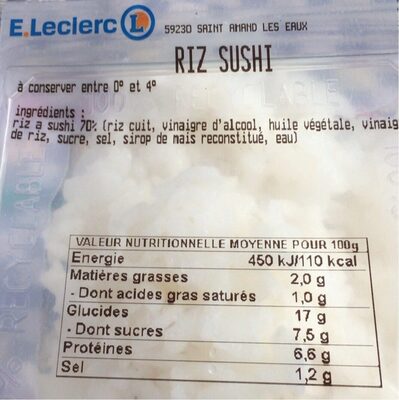 E.Leclerc L
59230 SAINT AMAND LES EAUX
RIZ SUSHI
à conserver entre 0° et 4°
ingrédients :
riz a sushi 70% (riz cuit, vinaigre d'alcool, huile végétale, vinaig
de riz, sucre, sel, sirop de mais reconstitué, eau)
VALEUR NUTRITIONNELLE MOYENNE POUR 100g
Energie 450 kJ/110 kcal
Matières grasses 2,0 g
- Dont acides gras saturés 1,0 g
Glucides 17 g
- Dont sucres 7,5 g
Protéines 6,6 g
Sel 1,2 g